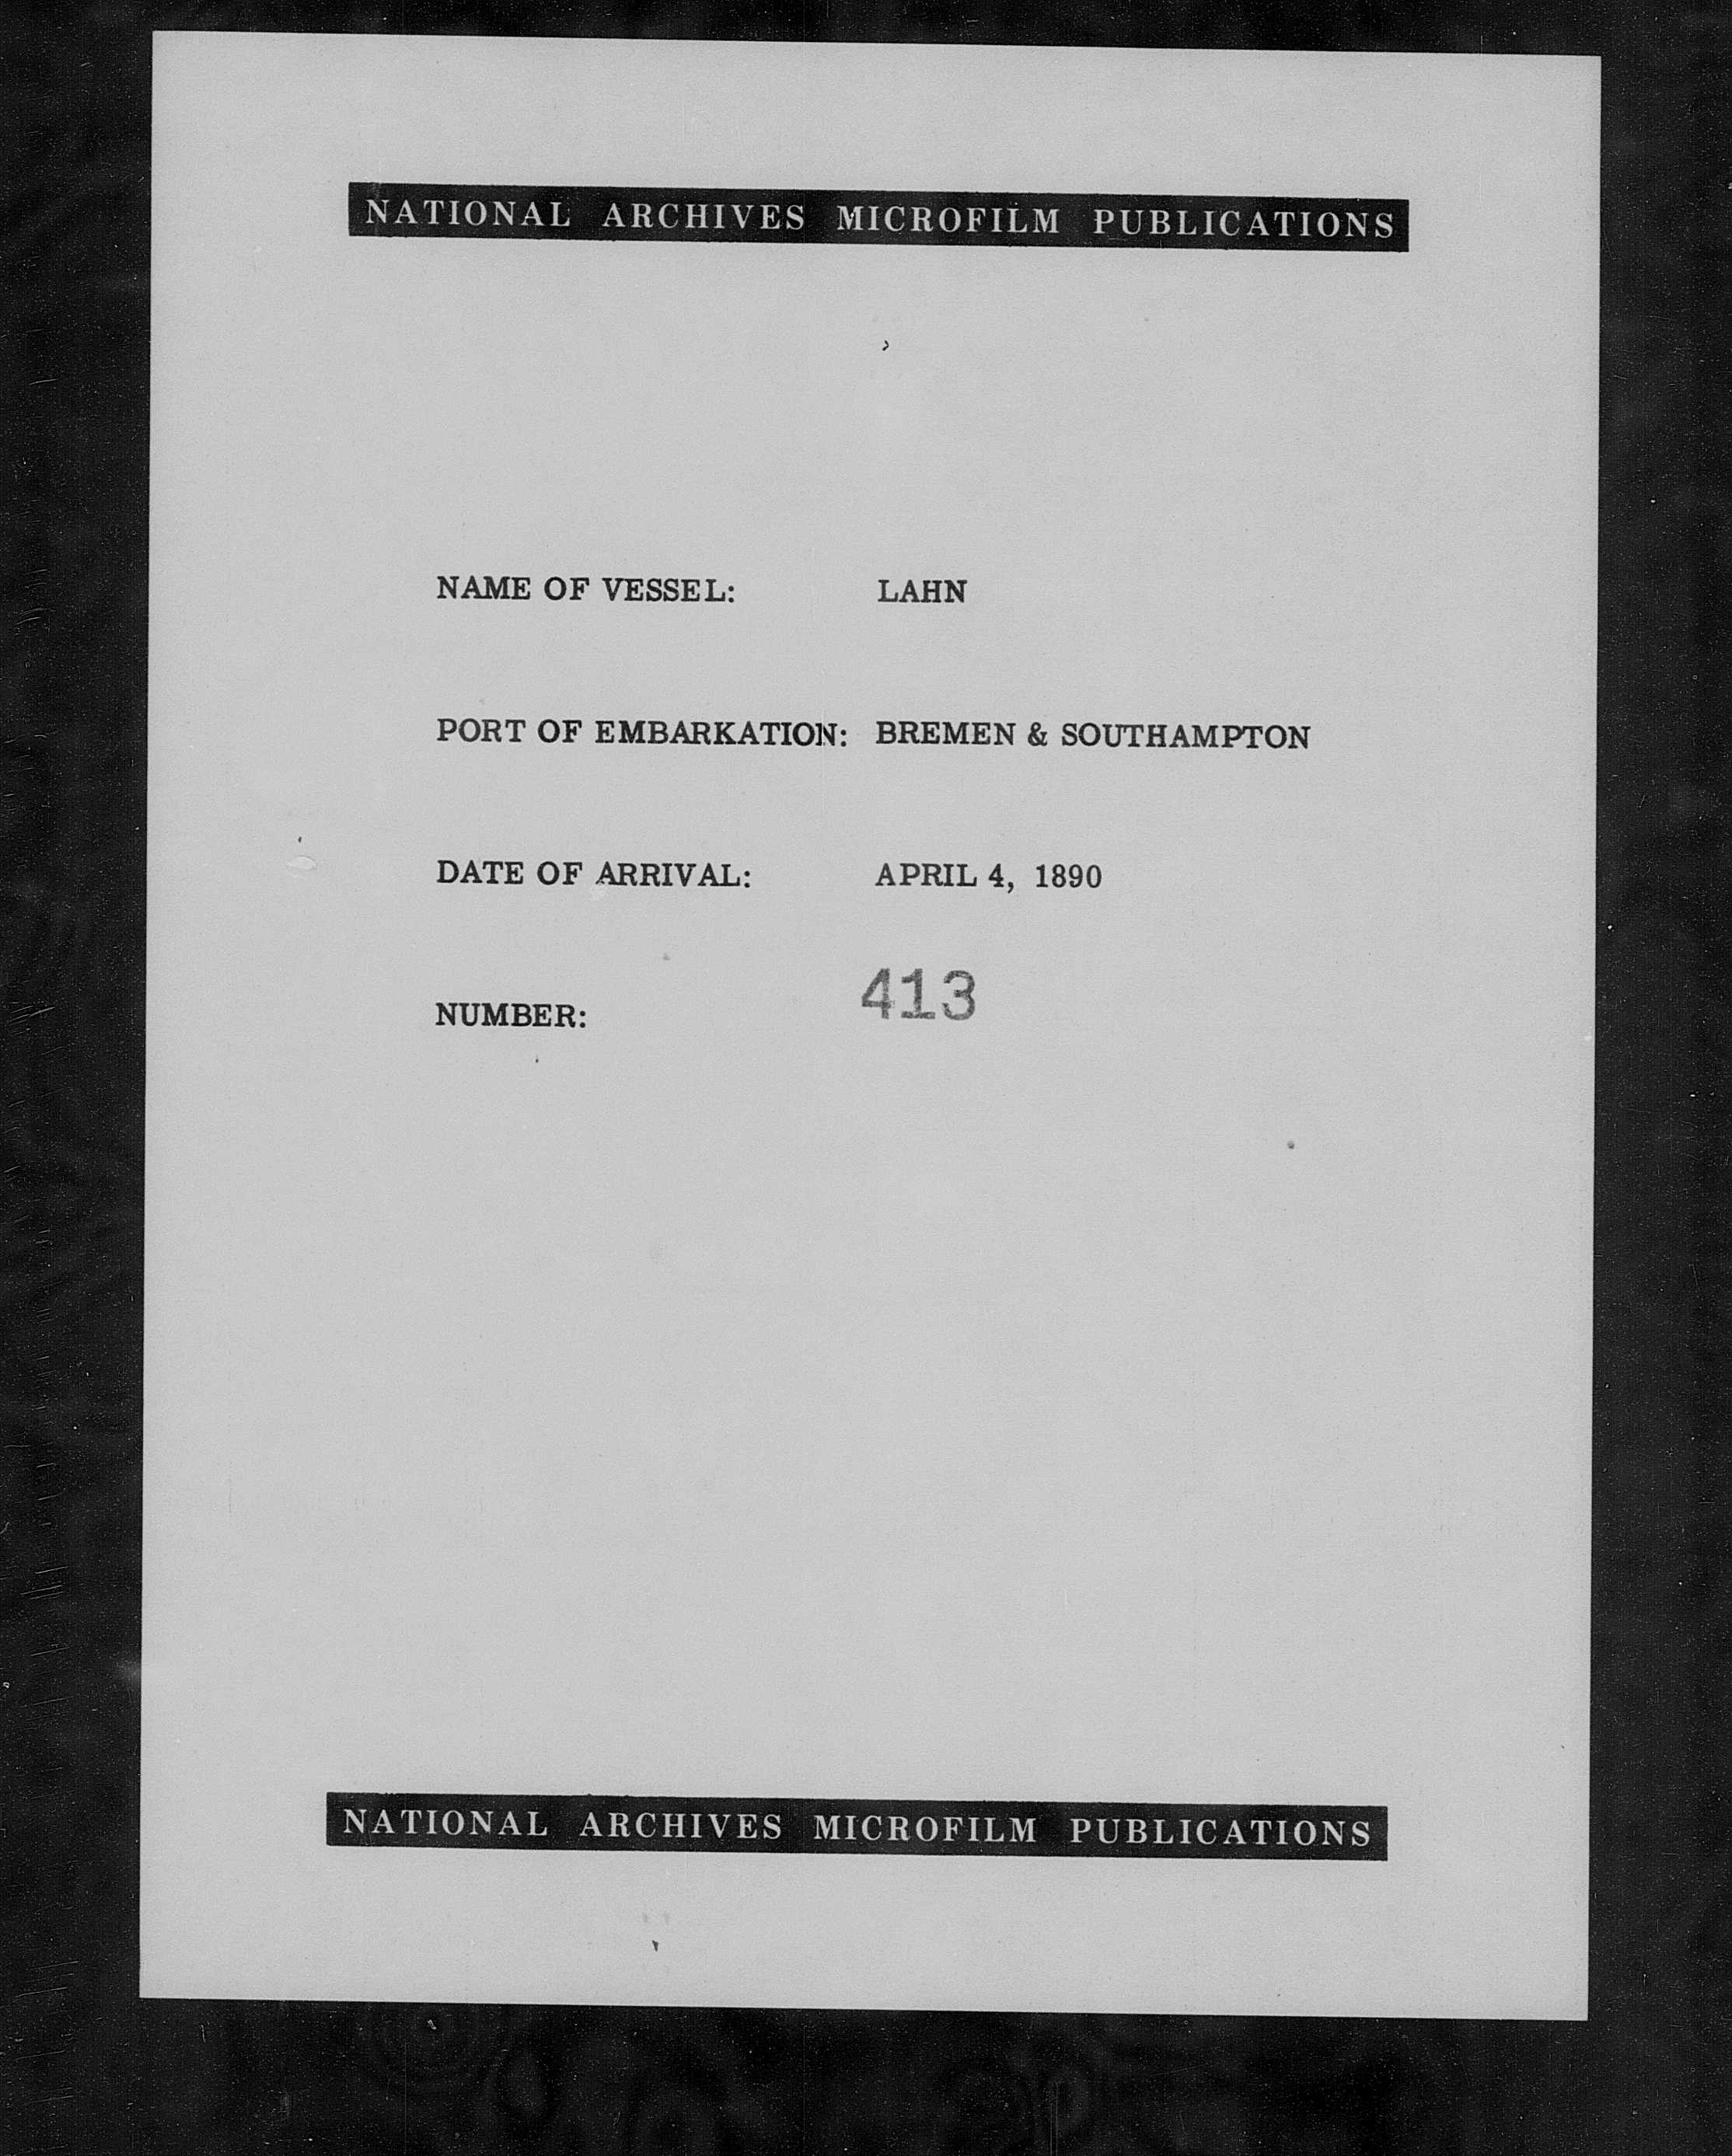 NATIONAL ARCHIVES MICROFILM PUBLICATIONS
NAME OF VESSEL: LAHN
PORT OF EMBARKATION: BREMEN & SOUTHAMPTON
DATE OF ARRIVAL: APRIL 4, 1890
NUMBER: 413
NATIONAL ARCHIVES MICROFILM PUBLICATIONS